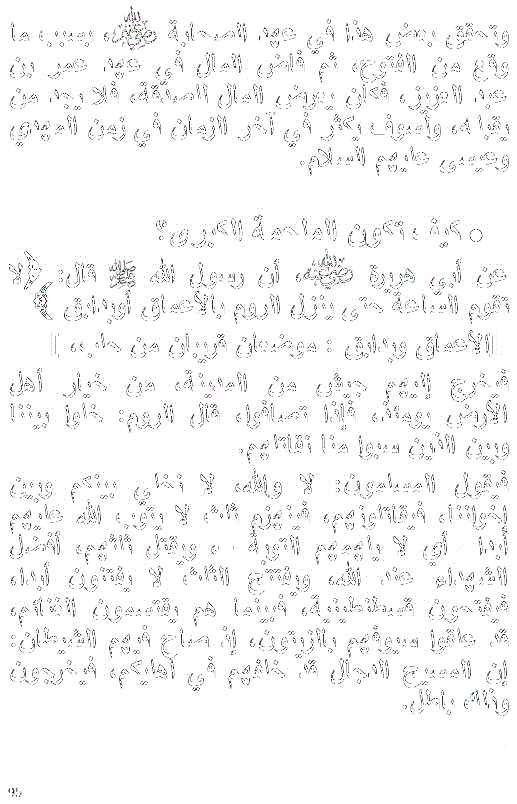 وتحقق بعض هذا في عهد الصحابة ﷺ، بسبب ما
وقع من الفتوح، ثم فاض المال في عهد عمر بن
عبد العزيز، فكان يعرض المال الصدقة، فلا يجد من
يقبله، وسوف يكثر في آخر الزمان في زمن المهدي
وعيسى عليهم السلام.
○ كيف تكون الملحمة الكبرى؟
عن أبي هريرة، أن رسول الله ﷺ قال: ﴿لا
تقوم الساعة حتى ينزل الروم بالأعماق أو بدابق﴾
[الأعماق ودابق : موضعان قريبان من حلب، ]
فيخرج إليهم جيش من المدينة، من خيار أهل
الأرض يومئذ، فإذا تصافوا، قال الروم: خلوا بيننا
وبين الذين سبوا منا نقاتلهم.
فيقول المسلمون: لا والله، لا نخلي بينكم وبين
إخواننا، فيقاتلونهم، فينهزم ثلث لا يتوب الله عليهم
أبدا - أي لا يلهمهم التوبة - ، ويقتل ثلثهم، أفضل
الشهداء عند الله، ويفتتح الثلث لا يفتنون أبدا،
فيفتتحون قسطنطينية، فبينما هم يقتسمون الغنائم،
قد علقوا سيوفهم بالزيتون، إذ صاح فيهم الشيطان:
إن المسيح الدجال قد خلفهم في أهليكم، فيخرجون
وذلك باطل.
95